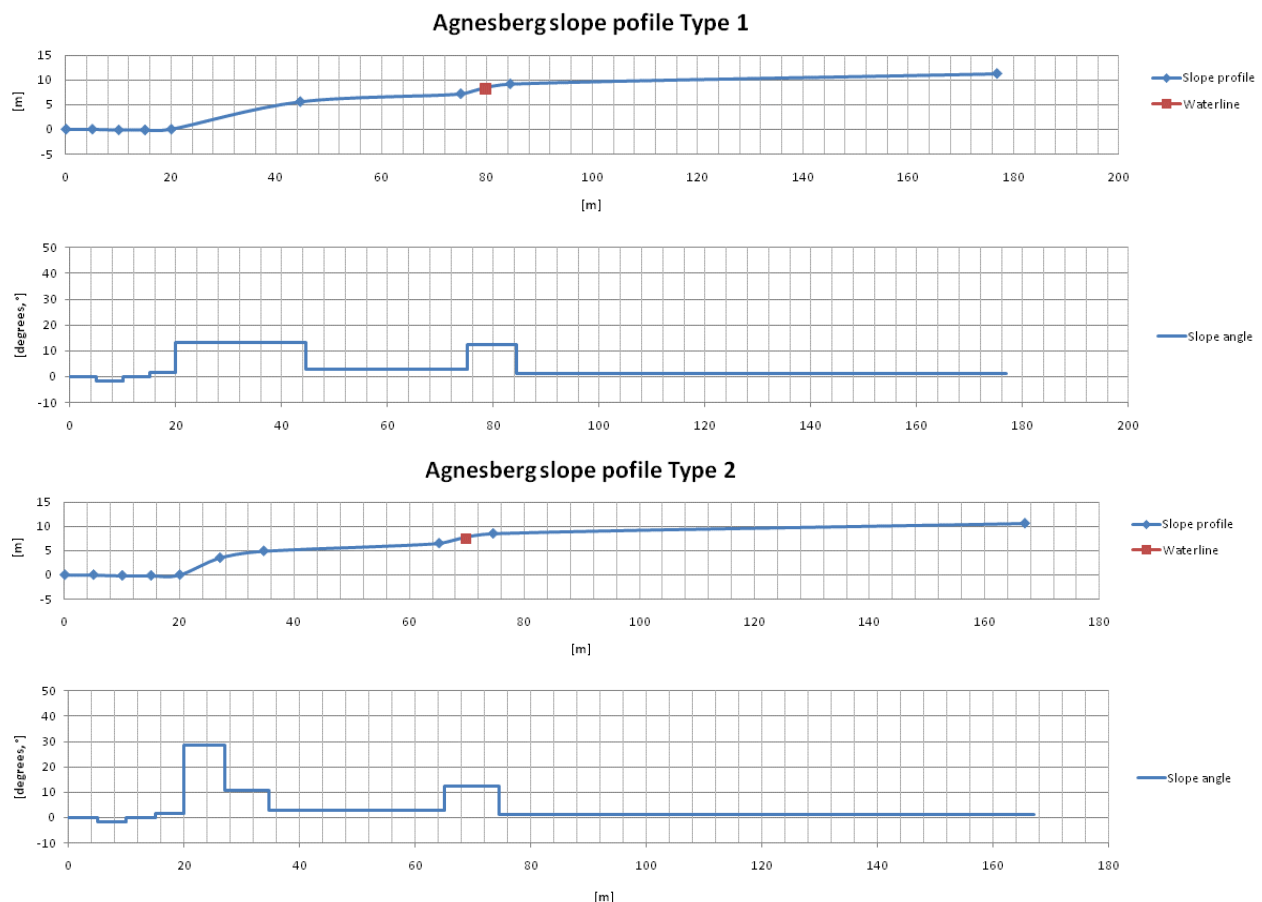 Agnesberg slope pofile Type 1
15
10
5
0
-5
[m]
0 20 40 60 80 100 120 140 160 180 200
[m]
Slope profile
Waterline
50
40
30
20
10
0
-10
[degrees,°]
0 20 40 60 80 100 120 140 160 180 200
Slope angle
Agnesberg slope pofile Type 2
15
10
5
0
-5
[m]
0 20 40 60 80 100 120 140 160 180
[m]
Slope profile
Waterline
50
40
30
20
10
0
-10
[degrees,°]
0 20 40 60 80 100 120 140 160 180
[m]
Slope angle